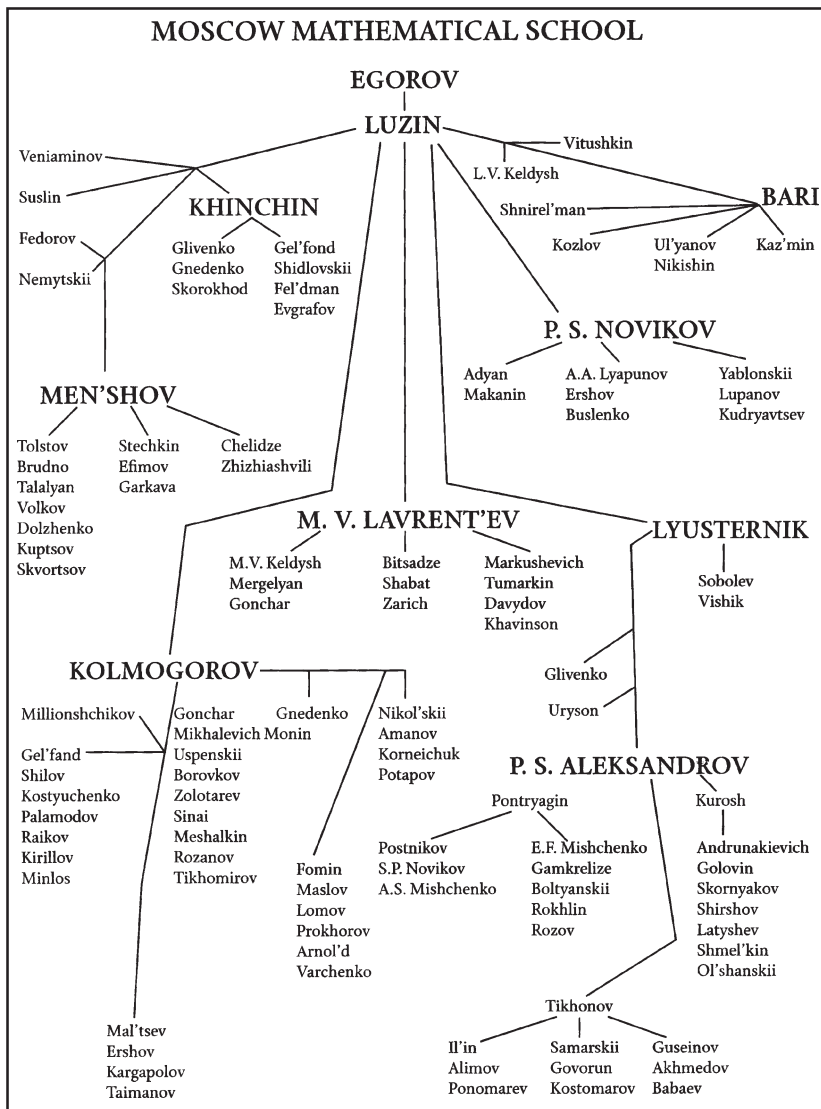 MOSCOW MATHEMATICAL SCHOOL
EGOROV
LUZIN
Veniaminov
Suslin
Fedorov
Nemytskii
KHINCHIN
Glivenko
Gnedenko
Skorokhod
Gel'fond
Shidlovskii
Fel'dman
Evgrafov
Vitushkin
L.V. Keldysh
BARI
Shnirel'man
Kozlov
Ul'yanov
Nikishin
Kaz'min
P. S. NOVIKOV
Adyan
Makanin
A.A. Lyapunov
Ershov
Buslenko
Yablonskii
Lupanov
Kudryavtsev
MEN'SHOV
Tolstov
Brudno
Talalyan
Volkov
Dolzhenko
Kuptsov
Skvortsov
Stechkin
Efimov
Garkava
Chelidze
Zhizhiashvili
M. V. LAVRENT'EV
M.V. Keldysh
Mergelyan
Gonchar
Bitsadze
Shabat
Zarich
Markushevich
Tumarkin
Davydov
Khavinson
LYUSTERNIK
Sobolev
Vishik
Glivenko
Uryson
KOLMOGOROV
Millionshchikov
Gel'fand
Shilov
Kostyuchenko
Palamodov
Raikov
Kirillov
Minlos
Gonchar
Mikhalevich Monin
Uspenskii
Borovkov
Zolotarev
Sinai
Meshalkin
Rozanov
Tikhomirov
Gnedenko
Nikol'skii
Amanov
Korneichuk
Potapov
Fomin
Maslov
Lomov
Prokhorov
Arnol'd
Varchenko
Mal'tsev
Ershov
Kargapolov
Taimanov
P. S. ALEKSANDROV
Pontryagin
Postnikov
S.P. Novikov
A.S. Mishchenko
E.F. Mishchenko
Gamkrelize
Boltyanskii
Rokhlin
Rozov
Kurosh
Andrunakievich
Golovin
Skornyakov
Shirshov
Latyshev
Shmel'kin
Ol'shanskii
Tikhonov
Il'in
Alimov
Ponomarev
Samarskii
Govorun
Kostomarov
Guseinov
Akhmedov
Babaev